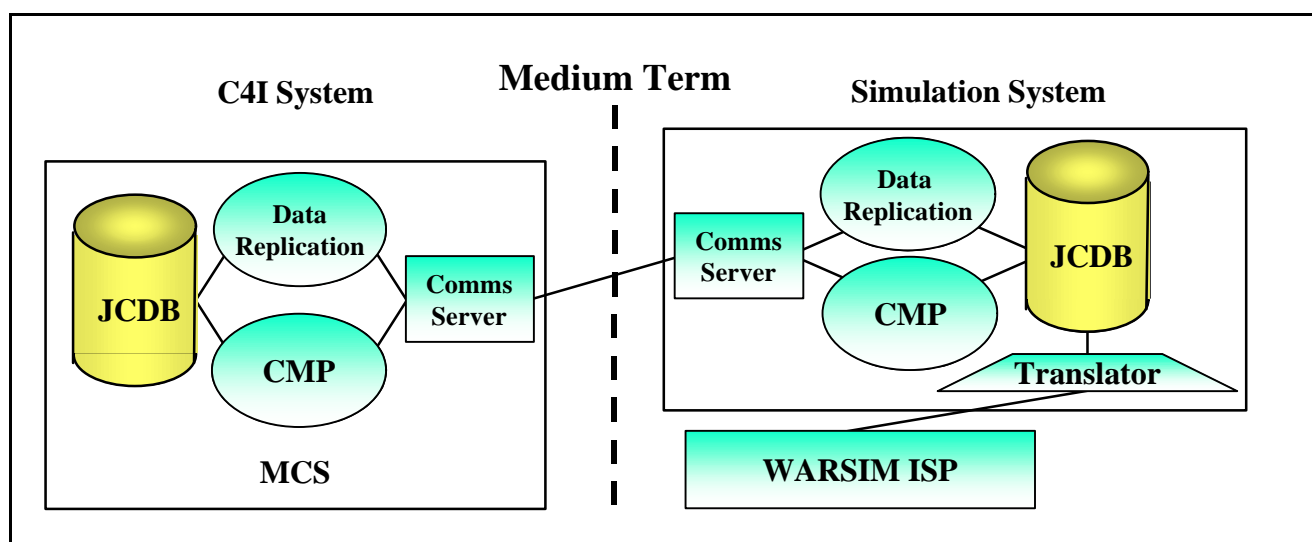 Medium Term
C4I System
Simulation System
JCDB
Data
Replication
CMP
Comms
Server
MCS
Comms
Server
Data
Replication
CMP
JCDB
Translator
WARSIM ISP